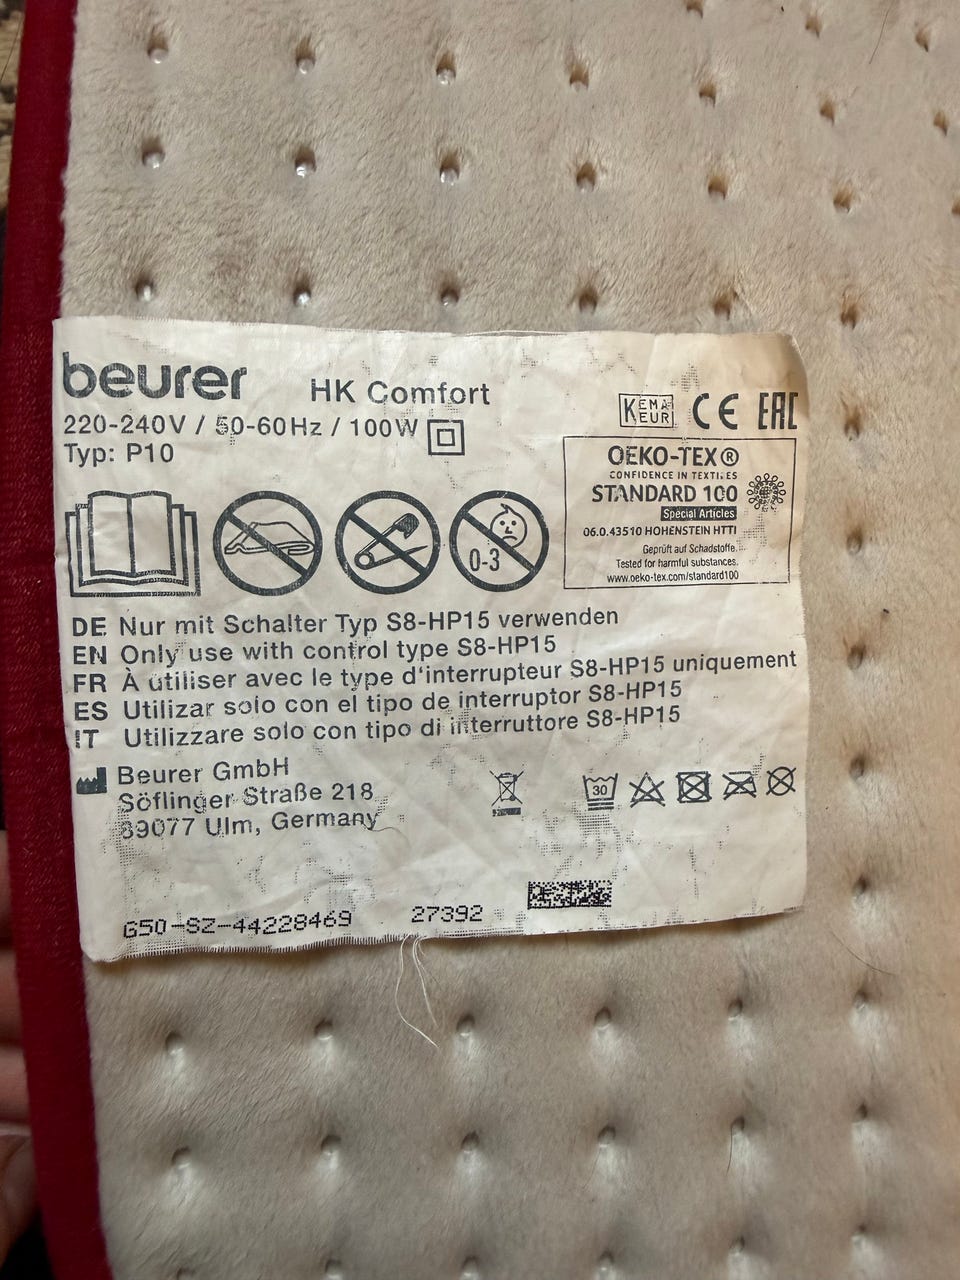 beurer HK Comfort
220-240V / 50-60Hz / 100W
Typ: P10
KEMA EUR CE EAC
OEKO-TEX®
CONFIDENCE IN TEXTILES
STANDARD 100
Special Articles
06.0.43510 HOHENSTEIN HTTI
Geprüft auf Schadstoffe.
Tested for harmful substances.
www.oeko-tex.com/standard100
0-3
DE Nur mit Schalter Typ S8-HP15 verwenden
EN Only use with control type S8-HP15
FR À utiliser avec le type d'interrupteur S8-HP15 uniquement
ES Utilizar solo con el tipo de interruptor S8-HP15
IT Utilizzare solo con tipo di interruttore S8-HP15
Beurer GmbH
Söflinger Straße 218
89077 Ulm, Germany
30
G50-SZ-44228469 27392